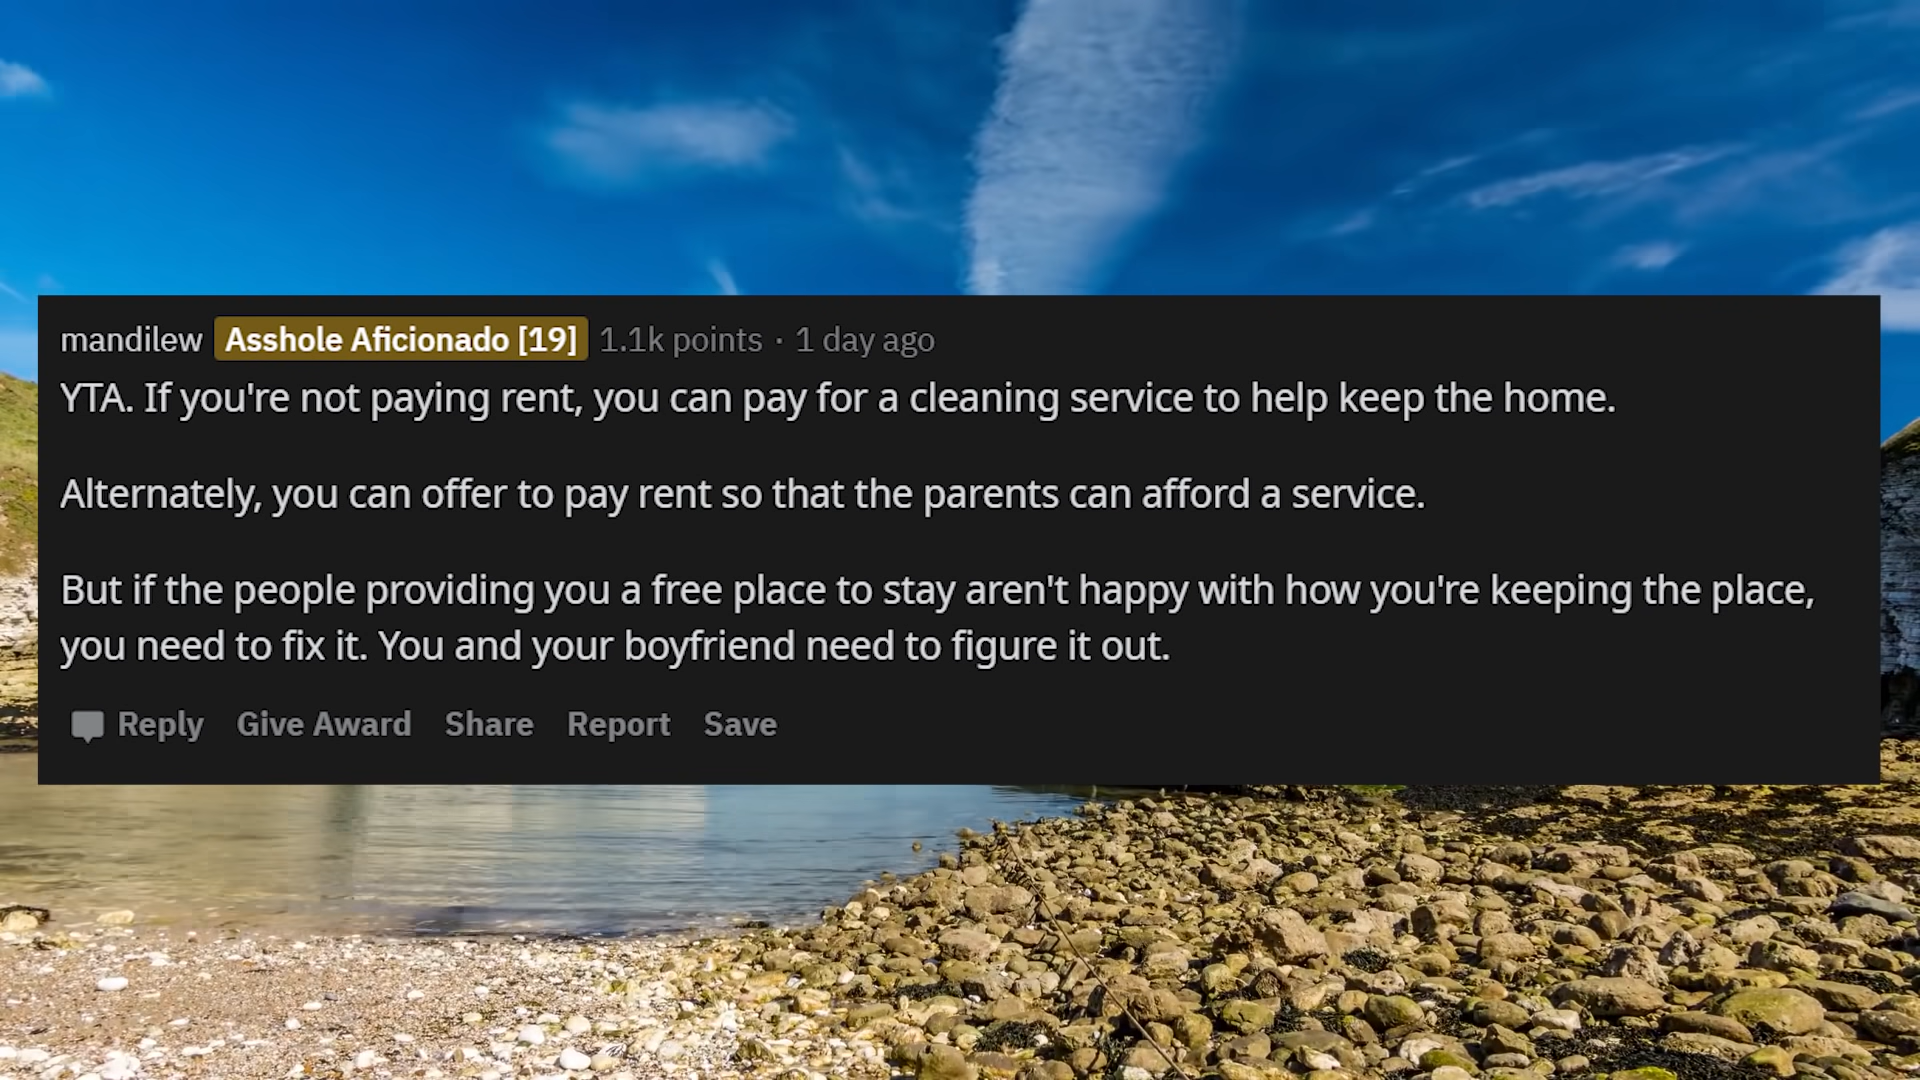 mandilew Asshole Aficionado [19] 1.1k points · 1 day ago
YTA. If you're not paying rent, you can pay for a cleaning service to help keep the home.
Alternately, you can offer to pay rent so that the parents can afford a service.
But if the people providing you a free place to stay aren't happy with how you're keeping the place,
you need to fix it. You and your boyfriend need to figure it out.
Reply Give Award Share Report Save